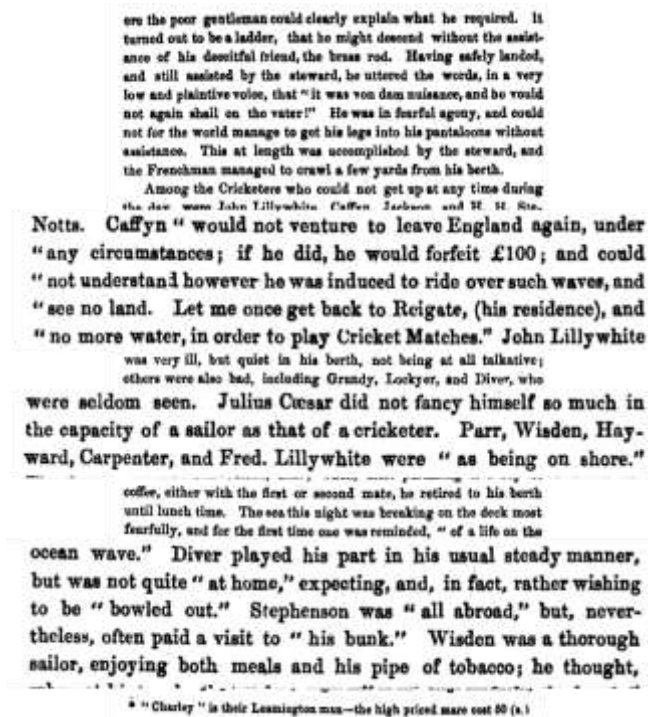 ere the poor gentleman could clearly explain what he required. It
turned out to be a ladder, that he might descend without the assist-
ance of his deceitful friend, the brass rod. Having safely landed,
and still assisted by the steward, he uttered the words, in a very
low and plaintive voice, that "it was von dem nuisance, and he vould
not again shail on the vater!" He was in fearful agony, and could
not for the world manage to get his legs into his pantaloons without
assistance. This at length was accomplished by the steward, and
the Frenchman managed to crawl a few yards from his berth.
Among the Cricketers who could not get up at any time during
the day, were John Lillywhite, Caffyn, Jackson, and H. H. Ste-
Notts. Caffyn "would not venture to leave England again, under
"any circumstances; if he did, he would forfeit £100; and could
"not understand however he was induced to ride over such waves, and
"see no land. Let me once get back to Reigate, (his residence), and
"no more water, in order to play Cricket Matches." John Lillywhite
was very ill, but quiet in his berth, not being at all talkative;
others were also bad, including Grundy, Lockyer, and Diver, who
were seldom seen. Julius Cæsar did not fancy himself so much in
the capacity of a sailor as that of a cricketer. Parr, Wisden, Hay-
ward, Carpenter, and Fred. Lillywhite were "as being on shore."
coffee, either with the first or second mate, he retired to his berth
until lunch time. The sea this night was breaking on the deck most
fearfully, and for the first time one was reminded, "of a life on the
ocean wave." Diver played his part in his usual steady manner,
but was not quite "at home," expecting, and, in fact, rather wishing
to be "bowled out." Stephenson was "all abroad," but, never-
theless, often paid a visit to "his bunk." Wisden was a thorough
sailor, enjoying both meals and his pipe of tobacco; he thought,
* "Charley" is their Leamington man—the high priced mare cost 50 (s.)